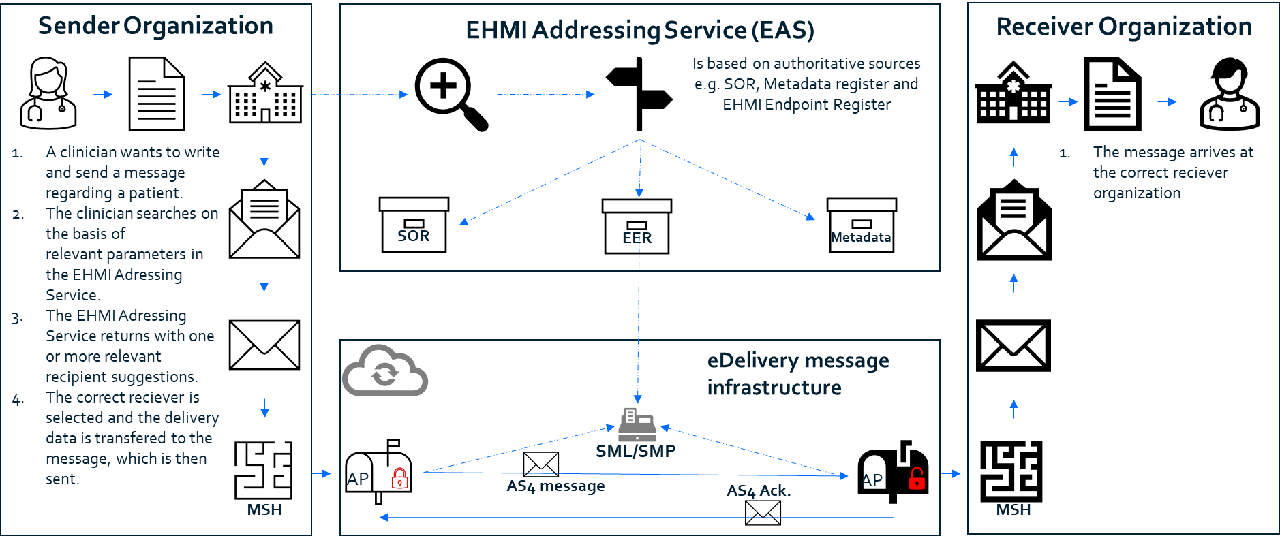 Sender Organization
1. A clinician wants to write
and send a message
regarding a patient.
2. The clinician searches on
the basis of
relevant parameters in
the EHMI Adressing
Service.
3. The EHMI Adressing
Service returns with one
or more relevant
recipient suggestions.
4. The correct reciever is
selected and the delivery
data is transfered to the
message, which is then
sent.
MSH
EHMI Addressing Service (EAS)
Is based on authoritative sources
e.g. SOR, Metadata register and
EHMI Endpoint Register
SOR
EER
Metadata
eDelivery message
infrastructure
SML/SMP
AP
AS4 message
AS4 Ack.
AP
Receiver Organization
1. The message arrives at
the correct reciever
organization
MSH